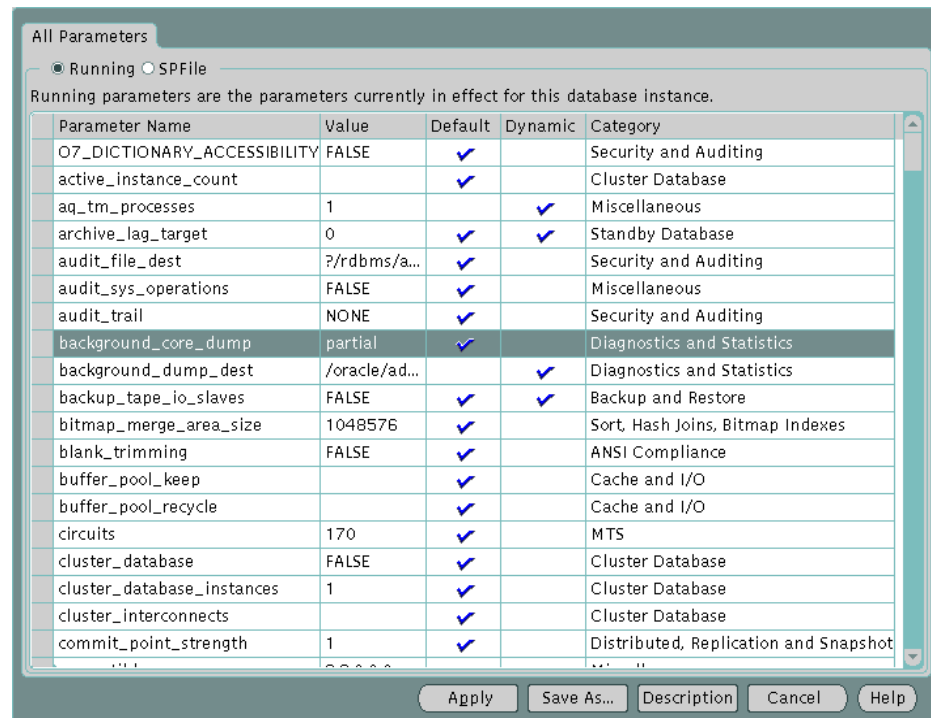 All Parameters
Running SPFile
Running parameters are the parameters currently in effect for this database instance.
Parameter Name Value Default Dynamic Category
O7_DICTIONARY_ACCESSIBILITY FALSE Security and Auditing
active_instance_count Cluster Database
aq_tm_processes 1 Miscellaneous
archive_lag_target 0 Standby Database
audit_file_dest ?/rdbms/a... Security and Auditing
audit_sys_operations FALSE Miscellaneous
audit_trail NONE Security and Auditing
background_core_dump partial Diagnostics and Statistics
background_dump_dest /oracle/ad... Diagnostics and Statistics
backup_tape_io_slaves FALSE Backup and Restore
bitmap_merge_area_size 1048576 Sort, Hash Joins, Bitmap Indexes
blank_trimming FALSE ANSI Compliance
buffer_pool_keep Cache and I/O
buffer_pool_recycle Cache and I/O
circuits 170 MTS
cluster_database FALSE Cluster Database
cluster_database_instances 1 Cluster Database
cluster_interconnects Cluster Database
commit_point_strength 1 Distributed, Replication and Snapshot
Apply Save As... Description Cancel Help